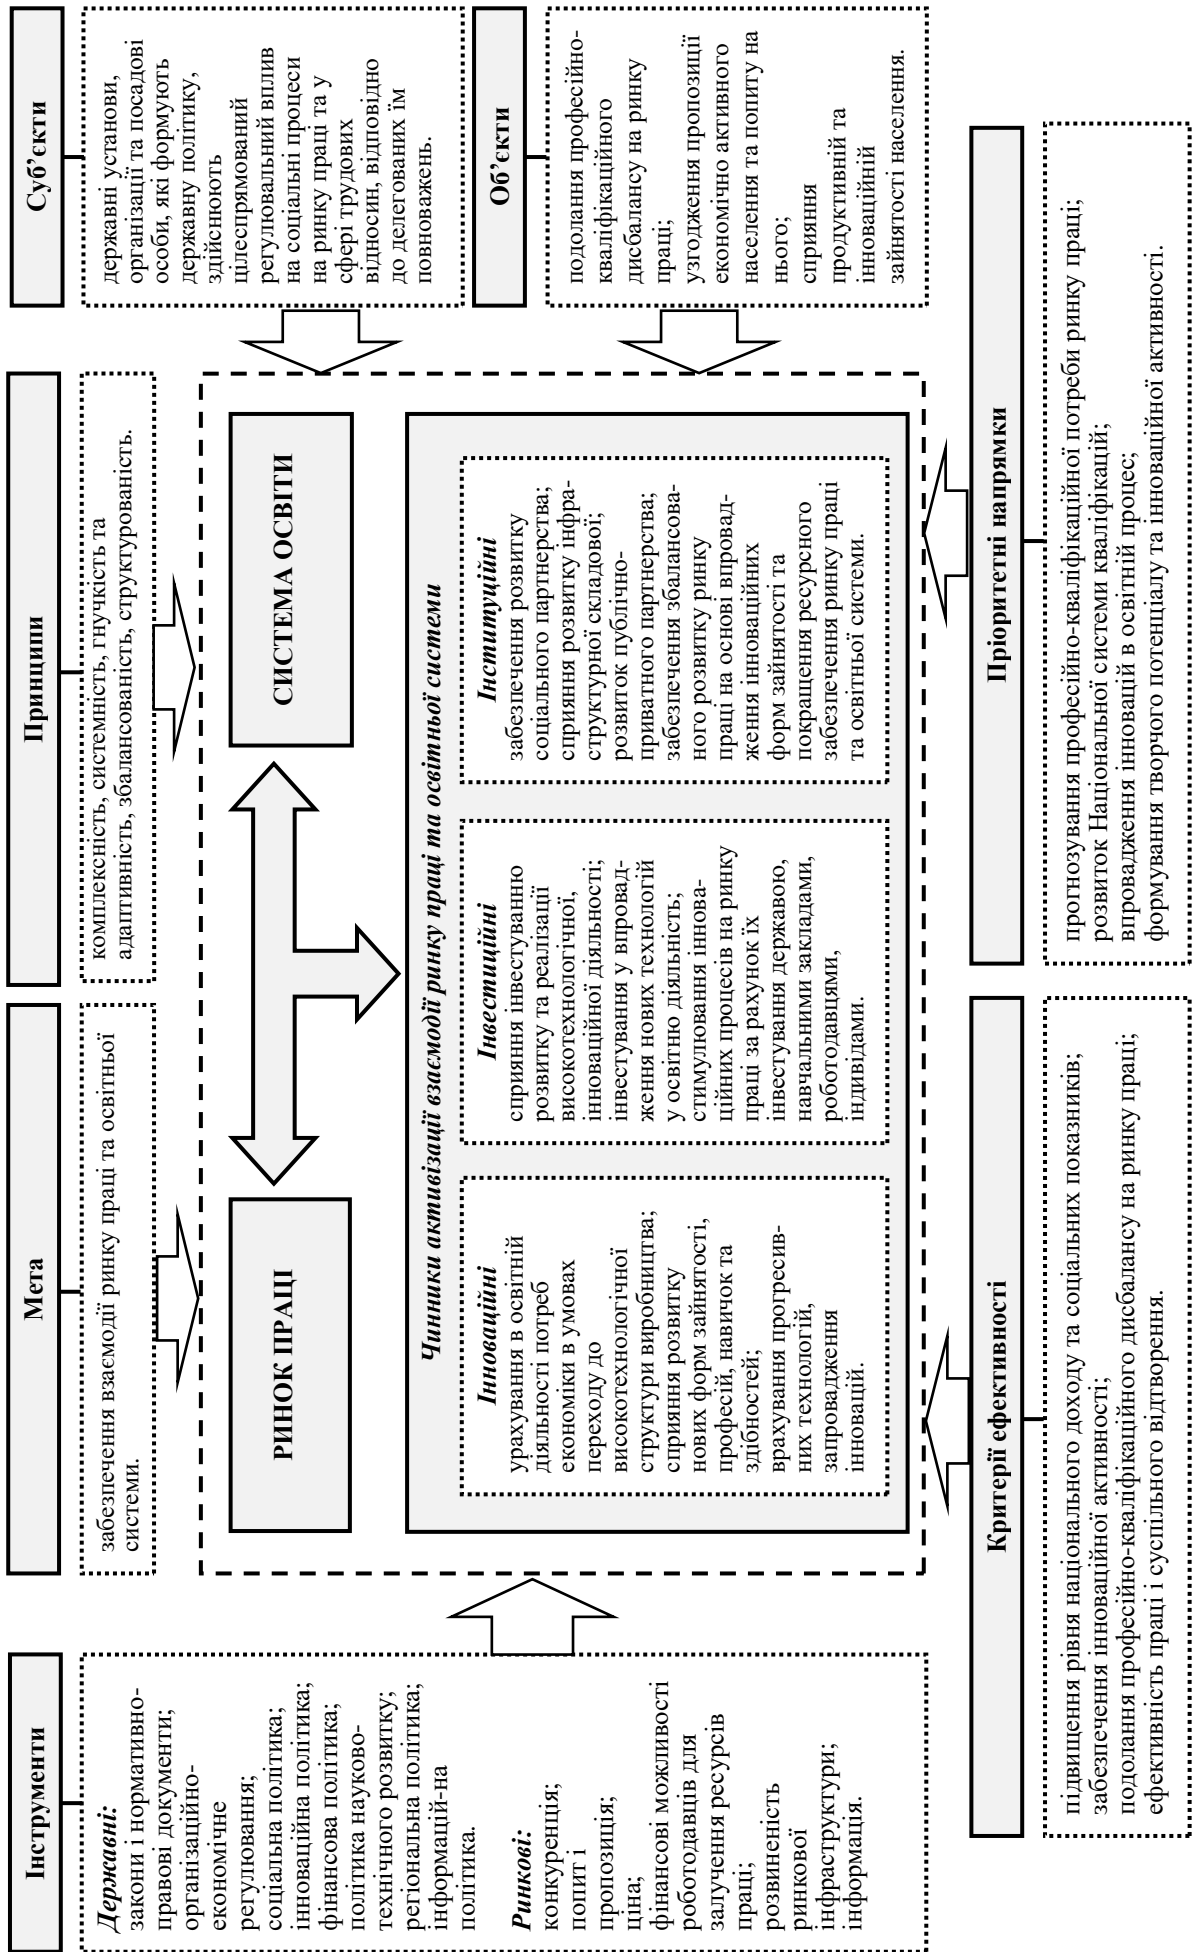 Інструменти
Державні:
закони і нормативно-
правові документи;
організаційно-
економічне
регулювання;
соціальна політика;
інноваційна політика;
фінансова політика;
політика науково-
технічного розвитку;
регіональна політика;
інформацій-на
політика.
Ринкові:
конкуренція;
попит і
пропозиція;
ціна;
фінансові можливості
роботодавців для
залучення ресурсів
праці;
розвиненість
ринкової
інфраструктури;
інформація.
Мета
забезпечення взаємодії ринку праці та освітньої
системи.
Принципи
комплексність, системність, гнучкість та
адаптивність, збалансованість, структурованість.
Суб’єкти
державні установи,
організації та посадові
особи, які формують
державну політику,
здійснюють
цілеспрямований
регулювальний вплив
на соціальні процеси
на ринку праці та у
сфері трудових
відносин, відповідно
до делегованих їм
повноважень.
Об’єкти
подолання професійно-
кваліфікаційного
дисбалансу на ринку
праці;
узгодження пропозиції
економічно активного
населення та попиту на
нього;
сприяння
продуктивній та
інноваційній
зайнятості населення.
РИНОК ПРАЦІ
СИСТЕМА ОСВІТИ
Чинники активізації взаємодії ринку праці та освітньої системи
Інноваційні
урахування в освітній
діяльності потреб
економіки в умовах
переходу до
високотехнологічної
структури виробництва;
сприяння розвитку
нових форм зайнятості,
професій, навичок та
здібностей;
врахування прогресив-
них технологій,
запровадження
інновацій.
Інвестиційні
сприяння інвестуванню
розвитку та реалізації
високотехнологічної,
інноваційної діяльності;
інвестування у впровад-
ження нових технологій
у освітню діяльність;
стимулювання іннова-
ційних процесів на ринку
праці за рахунок їх
інвестування державою,
навчальними закладами,
роботодавцями,
індивідами.
Інституційні
забезпечення розвитку
соціального партнерства;
сприяння розвитку інфра-
структурної складової;
розвиток публічно-
приватного партнерства;
забезпечення збалансова-
ного розвитку ринку
праці на основі впровад-
ження інноваційних
форм зайнятості та
покращення ресурсного
забезпечення ринку праці
та освітньої системи.
Критерії ефективності
підвищення рівня національного доходу та соціальних показників;
забезпечення інноваційної активності;
подолання професійно-кваліфікаційного дисбалансу на ринку праці;
ефективність праці і суспільного відтворення.
Пріоритетні напрямки
прогнозування професійно-кваліфікаційної потреби ринку праці;
розвиток Національної системи кваліфікацій;
впровадження інновацій в освітній процес;
формування творчого потенціалу та інноваційної активності.